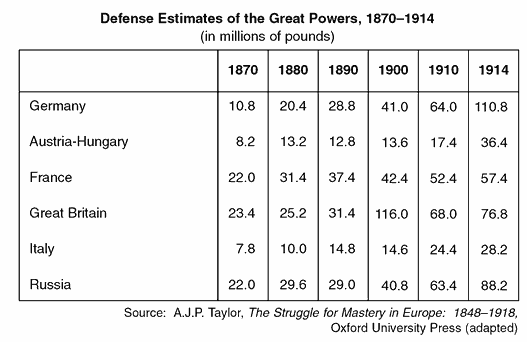 Defense Estimates of the Great Powers, 1870–1914
(in millions of pounds)
1870 1880 1890 1900 1910 1914
Germany 10.8 20.4 28.8 41.0 64.0 110.8
Austria-Hungary 8.2 13.2 12.8 13.6 17.4 36.4
France 22.0 31.4 37.4 42.4 52.4 57.4
Great Britain 23.4 25.2 31.4 116.0 68.0 76.8
Italy 7.8 10.0 14.8 14.6 24.4 28.2
Russia 22.0 29.6 29.0 40.8 63.4 88.2
Source: A.J.P. Taylor, The Struggle for Mastery in Europe: 1848–1918,
Oxford University Press (adapted)